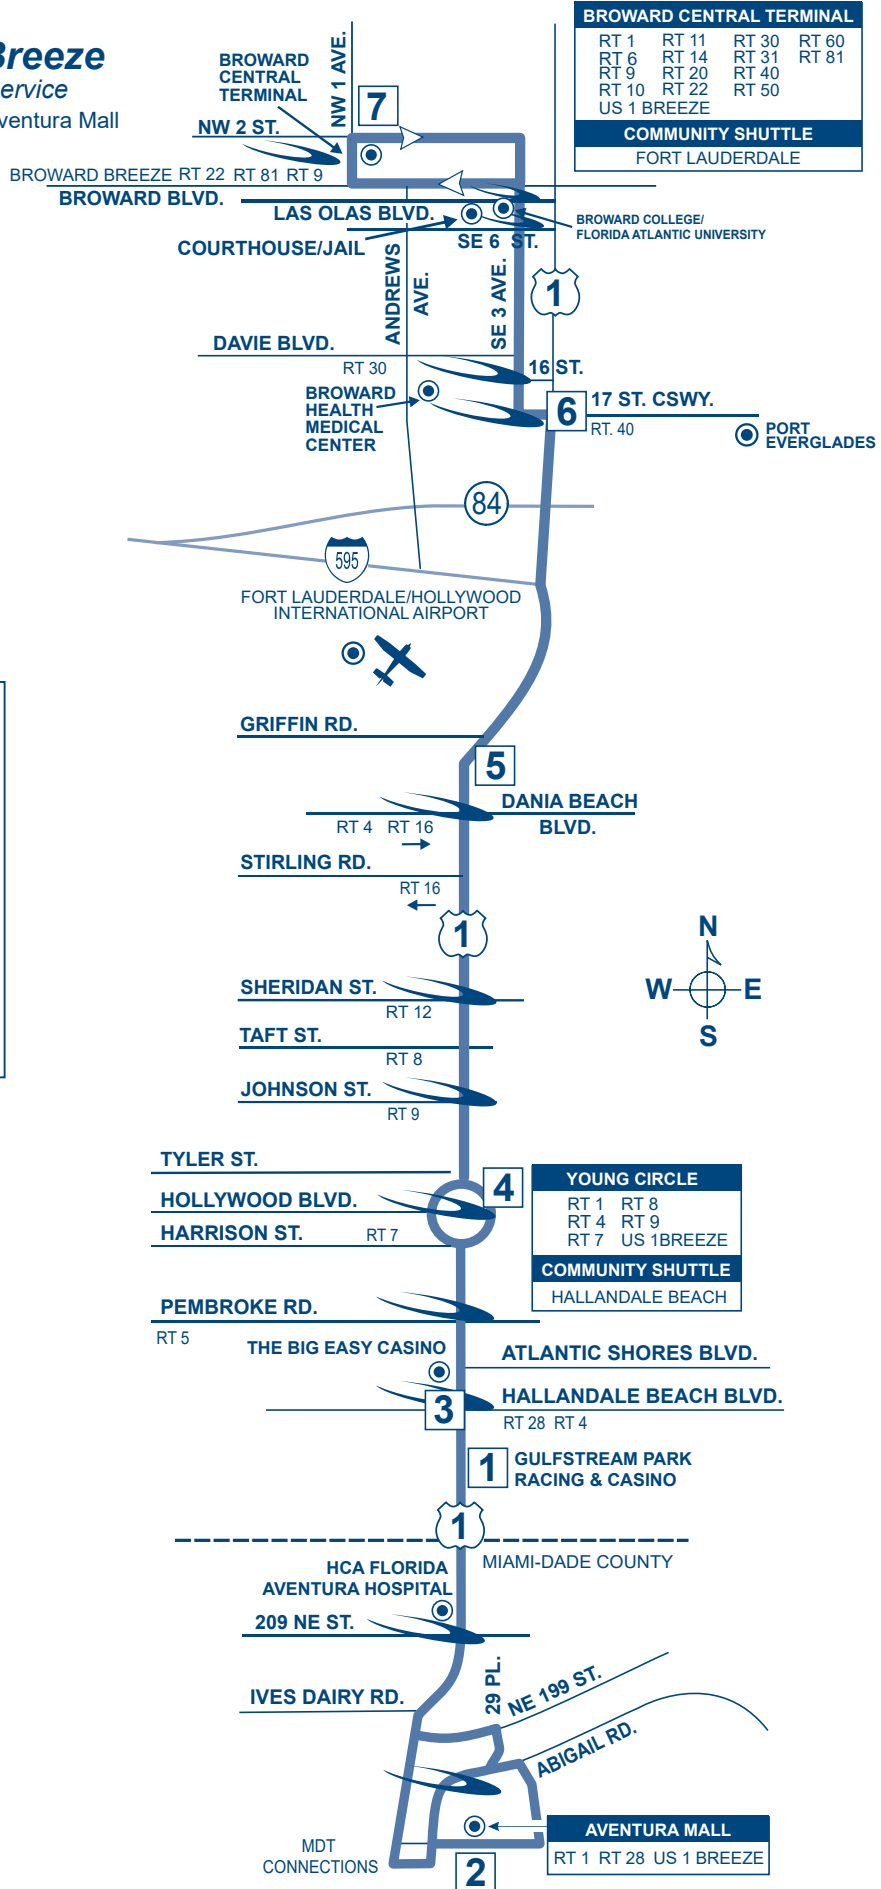 Breeze
ervice
ventura Mall
BROWARD CENTRAL TERMINAL
RT 1 RT 11 RT 30 RT 60
RT 6 RT 14 RT 31 RT 81
RT 9 RT 20 RT 40
RT 10 RT 22 RT 50
US 1 BREEZE
COMMUNITY SHUTTLE
FORT LAUDERDALE
BROWARD
CENTRAL
TERMINAL
NW 1 AVE.
7
NW 2 ST.
BROWARD BREEZE RT 22 RT 81 RT 9
BROWARD BLVD.
LAS OLAS BLVD.
BROWARD COLLEGE/
FLORIDA ATLANTIC UNIVERSITY
COURTHOUSE/JAIL
SE 6 ST.
ANDREWS
AVE.
SE 3 AVE.
1
DAVIE BLVD.
RT 30
16 ST.
BROWARD
HEALTH
MEDICAL
CENTER
6
17 ST. CSWY.
RT. 40
PORT
EVERGLADES
84
595
FORT LAUDERDALE/HOLLYWOOD
INTERNATIONAL AIRPORT
GRIFFIN RD.
5
DANIA BEACH
BLVD.
RT 4 RT 16
STIRLING RD.
RT 16
1
N
W E
S
SHERIDAN ST.
RT 12
TAFT ST.
RT 8
JOHNSON ST.
RT 9
TYLER ST.
4
HOLLYWOOD BLVD.
HARRISON ST.
RT 7
YOUNG CIRCLE
RT 1 RT 8
RT 4 RT 9
RT 7 US 1BREEZE
COMMUNITY SHUTTLE
HALLANDALE BEACH
PEMBROKE RD.
RT 5
THE BIG EASY CASINO
ATLANTIC SHORES BLVD.
3
HALLANDALE BEACH BLVD.
RT 28 RT 4
1
GULFSTREAM PARK
RACING & CASINO
1
MIAMI-DADE COUNTY
HCA FLORIDA
AVENTURA HOSPITAL
209 NE ST.
29 PL.
NE 199 ST.
IVES DAIRY RD.
ABIGAIL RD.
AVENTURA MALL
RT 1 RT 28 US 1 BREEZE
MDT
CONNECTIONS
2